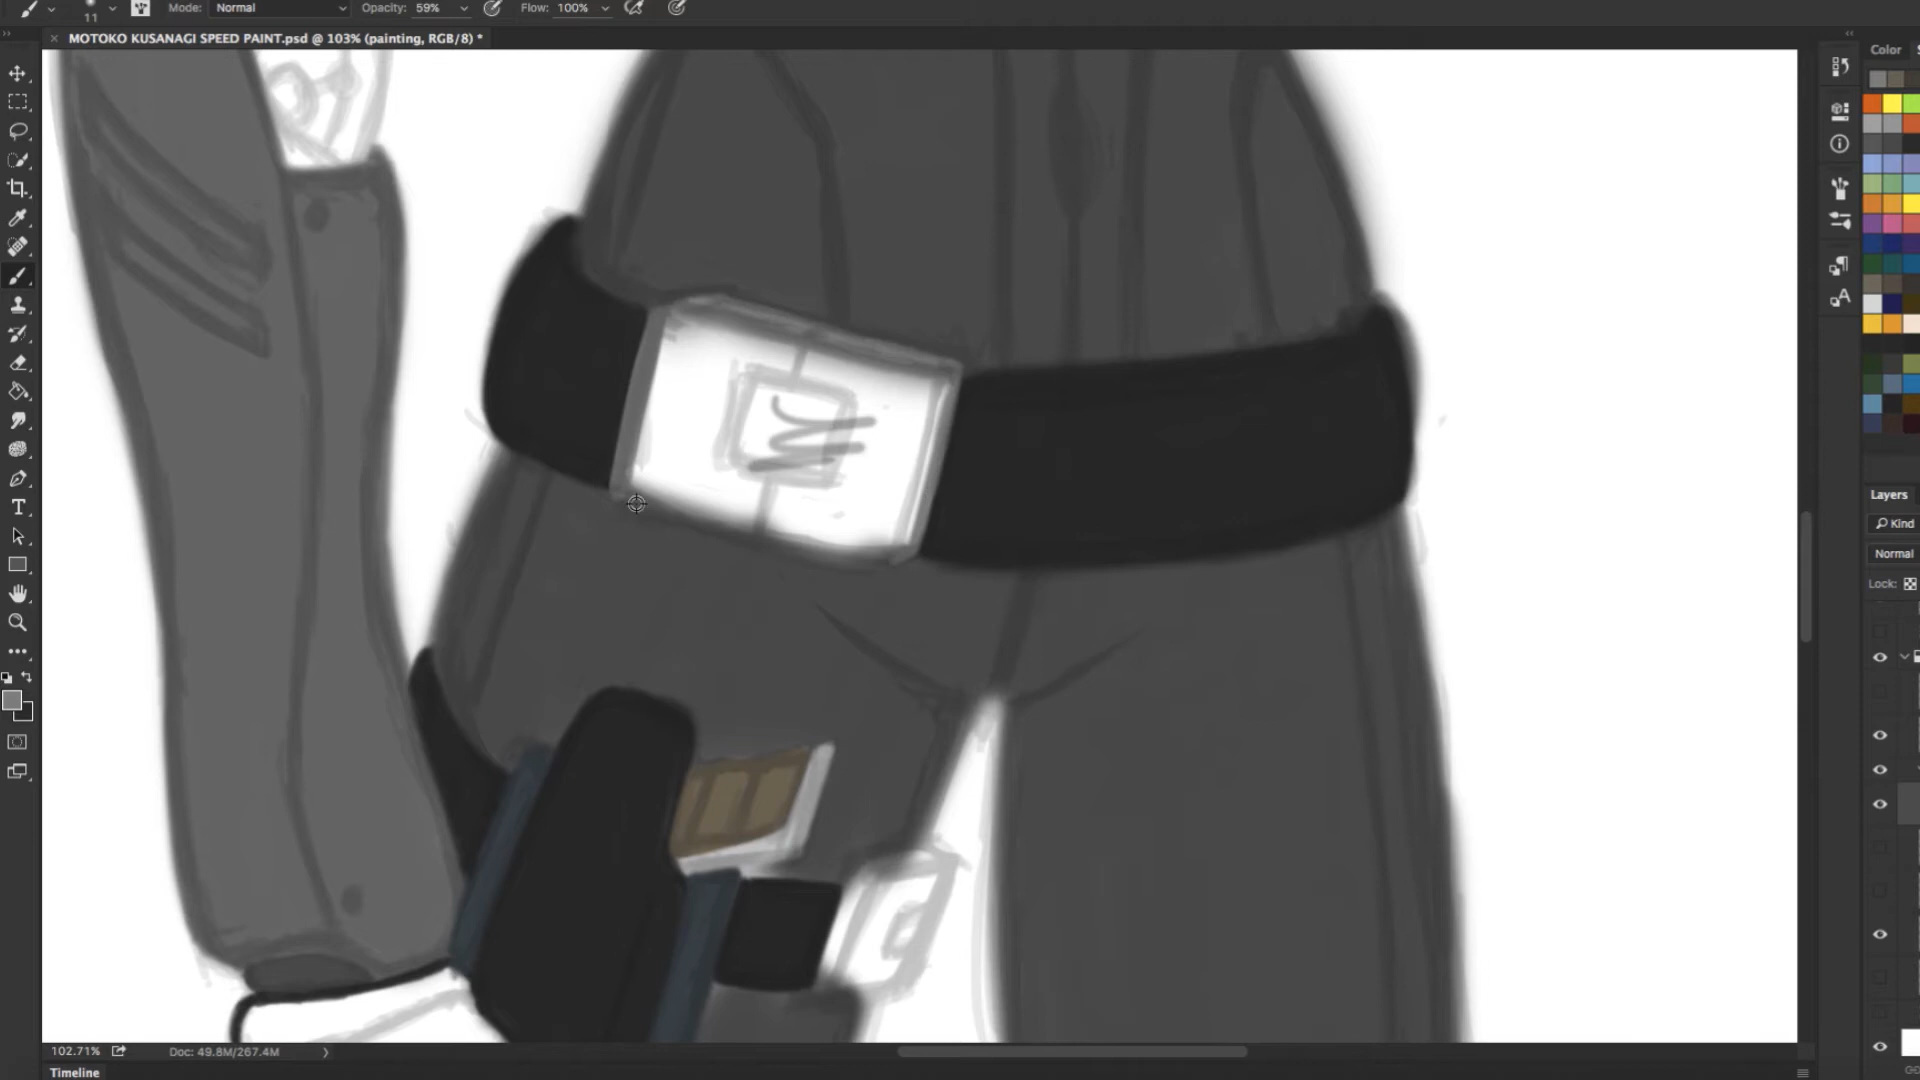 11
Mode: Normal
Opacity: 59%
Flow: 100%
MOTOKO KUSANAGI SPEED PAINT.psd @ 103% (painting, RGB/8) *
Color
Layers
Kind
Normal
Lock:
102.71%
Doc: 49.8M/267.4M
Timeline